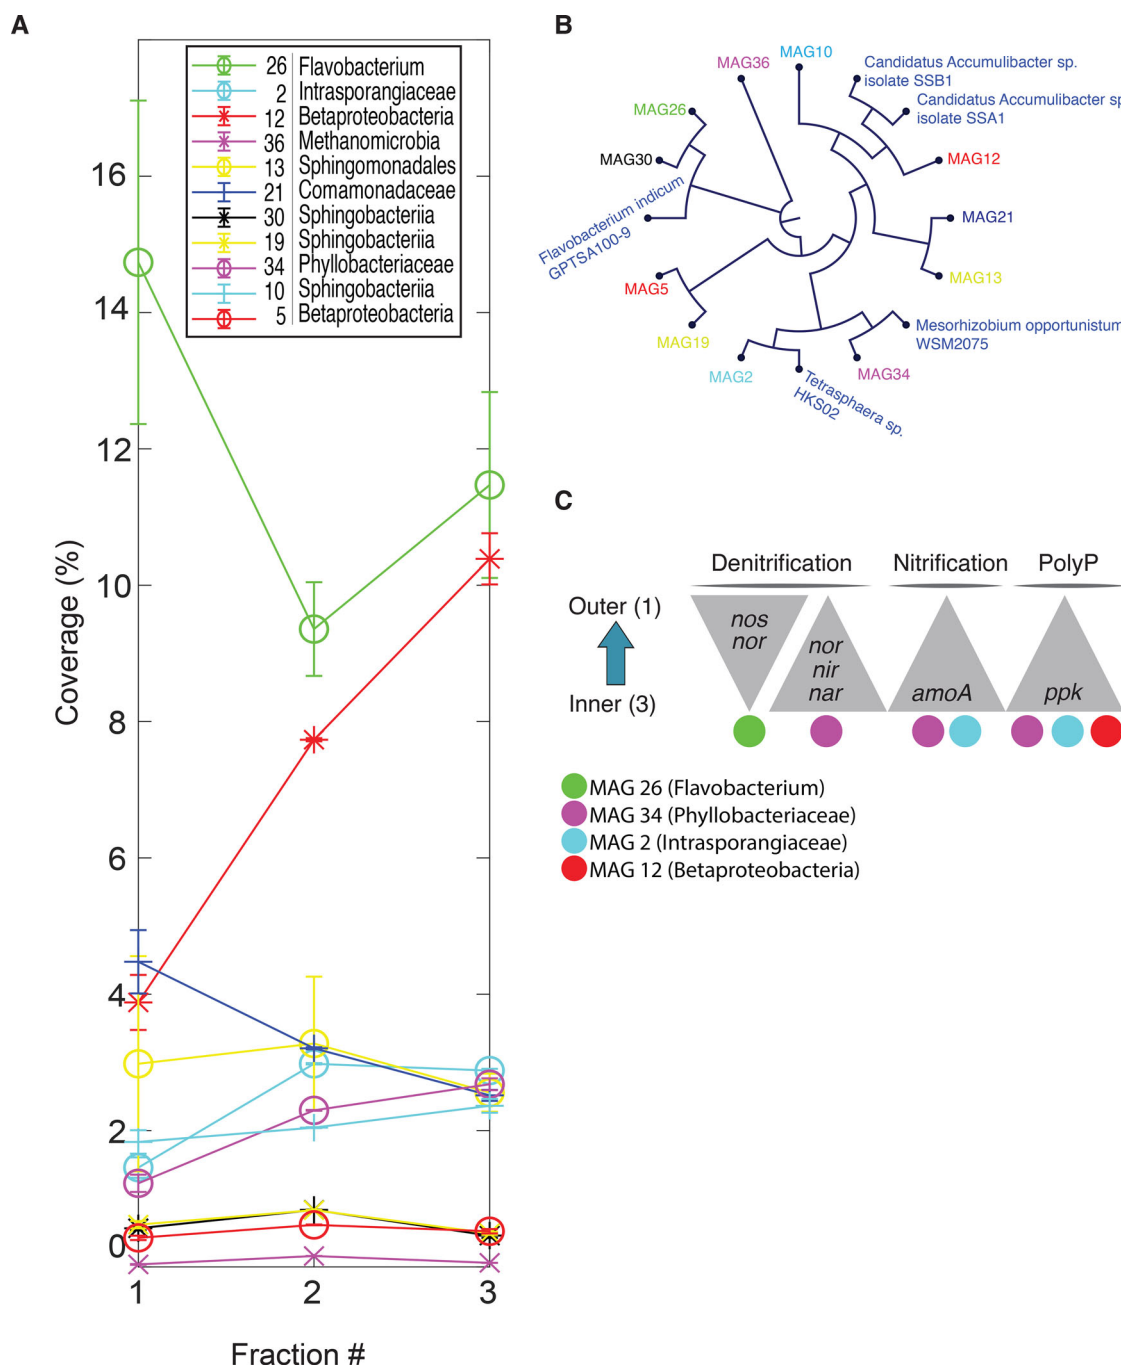 A
26 Flavobacterium
2 Intrasporangiaceae
12 Betaproteobacteria
36 Methanomicrobia
13 Sphingomonadales
21 Comamonadaceae
30 Sphingobacteriia
19 Sphingobacteriia
34 Phyllobacteriaceae
10 Sphingobacteriia
5 Betaproteobacteria
16
14
12
10
8
6
4
2
0
Coverage (%)
1 2 3
Fraction #
B
MAG36
MAG10
Candidatus Accumulibacter sp.
isolate SSB1
Candidatus Accumulibacter sp
isolate SSA1
MAG26
MAG30
MAG12
Flavobacterium indicum
GPTSA100-9
MAG21
MAG5
MAG13
MAG19
Mesorhizobium opportunistum
WSM2075
MAG2
Tetrasphaera sp.
HKS02
MAG34
C
Denitrification Nitrification PolyP
Outer (1)
Inner (3)
nos
nor
nor
nir
nar
amoA
ppk
MAG 26 (Flavobacterium)
MAG 34 (Phyllobacteriaceae)
MAG 2 (Intrasporangiaceae)
MAG 12 (Betaproteobacteria)